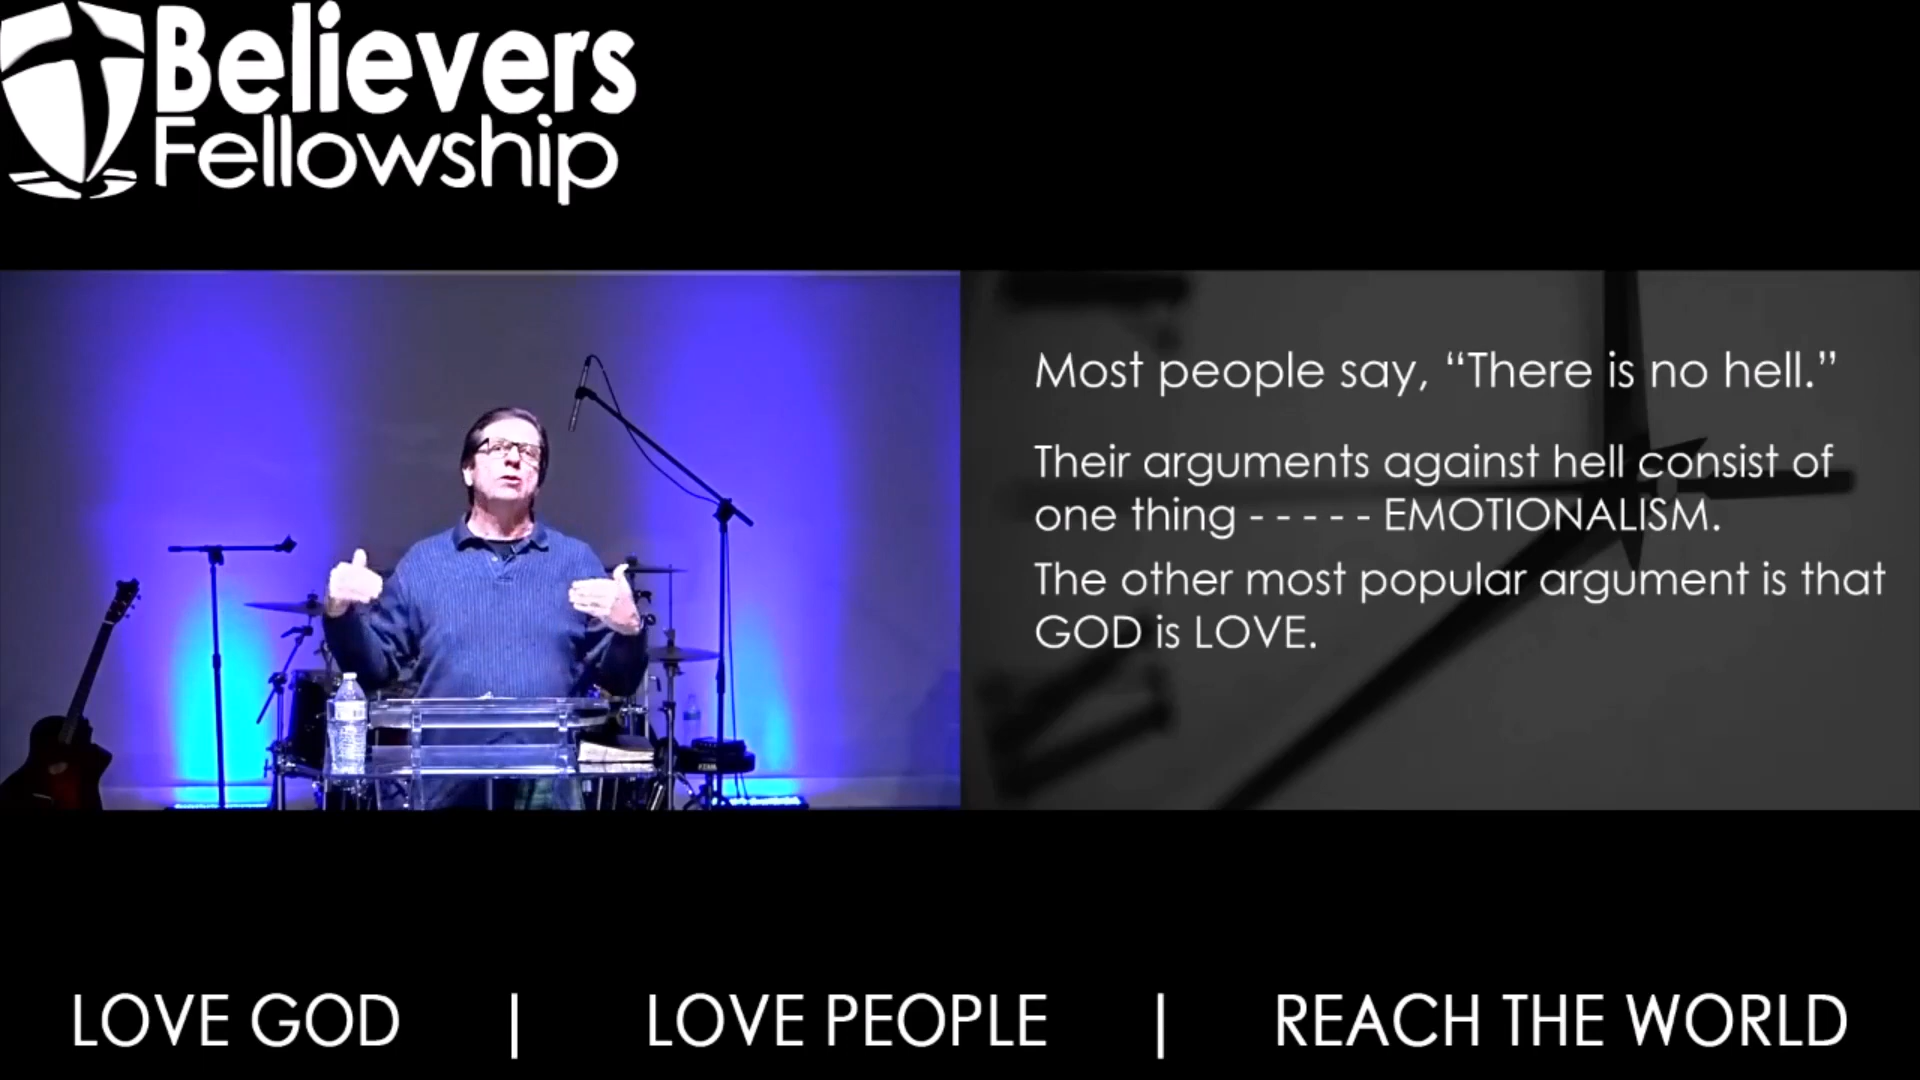 Believers
Fellowship
Most people say, “There is no hell.”
Their arguments against hell consist of
one thing - - - - - EMOTIONALISM.
The other most popular argument is that
GOD is LOVE.
LOVE GOD | LOVE PEOPLE | REACH THE WORLD